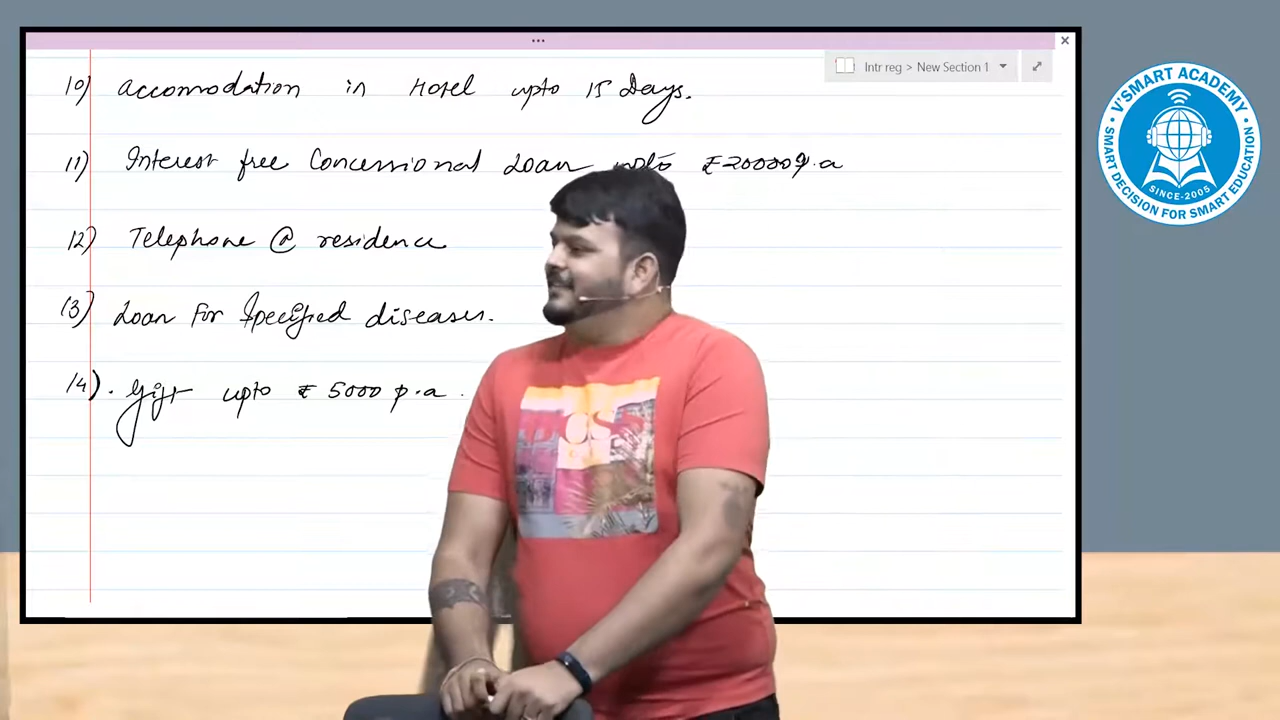 ...
Intr reg > New Section 1
10) Accomodation in Hotel upto 15 Days.
11) Interest free Concessional Loan upto ₹20000 p.a
12) Telephone @ residence
13) Loan for Specified diseases.
14). Gift upto ₹ 5000 p.a.
V'SMART ACADEMY
SINCE-2005
SMART DECISION FOR SMART EDUCATION